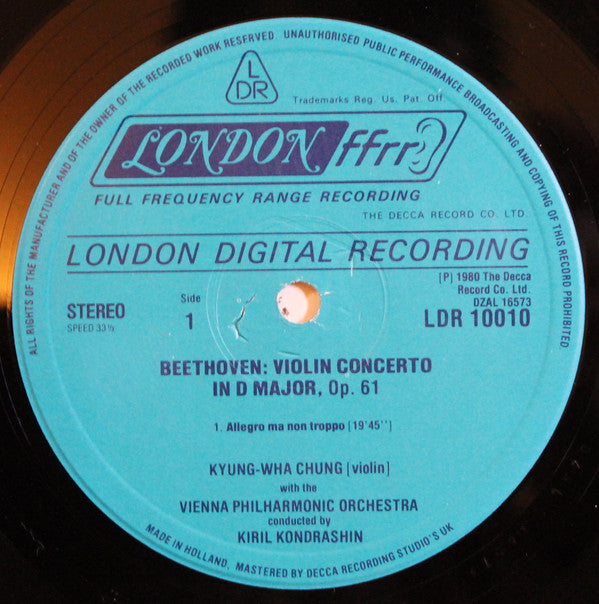 ALL RIGHTS OF THE MANUFACTURER AND OF THE OWNER OF THE RECORDED WORK RESERVED. UNAUTHORISED PUBLIC PERFORMANCE BROADCASTING AND COPYING OF THIS RECORD PROHIBITED
L
DR
Trademarks Reg. Us. Pat. Off.
LONDON ffrr
FULL FREQUENCY RANGE RECORDING
THE DECCA RECORD CO. LTD.
LONDON DIGITAL RECORDING
[P] 1980 The Decca
Record Co. Ltd.
DZAL 16573
LDR 10010
STEREO
SPEED 33⅓
Side
1
BEETHOVEN: VIOLIN CONCERTO
IN D MAJOR, Op. 61
1. Allegro ma non troppo [19'45'']
KYUNG-WHA CHUNG [violin]
with the
VIENNA PHILHARMONIC ORCHESTRA
conducted by
KIRIL KONDRASHIN
MADE IN HOLLAND, MASTERED BY DECCA RECORDING STUDIO'S UK